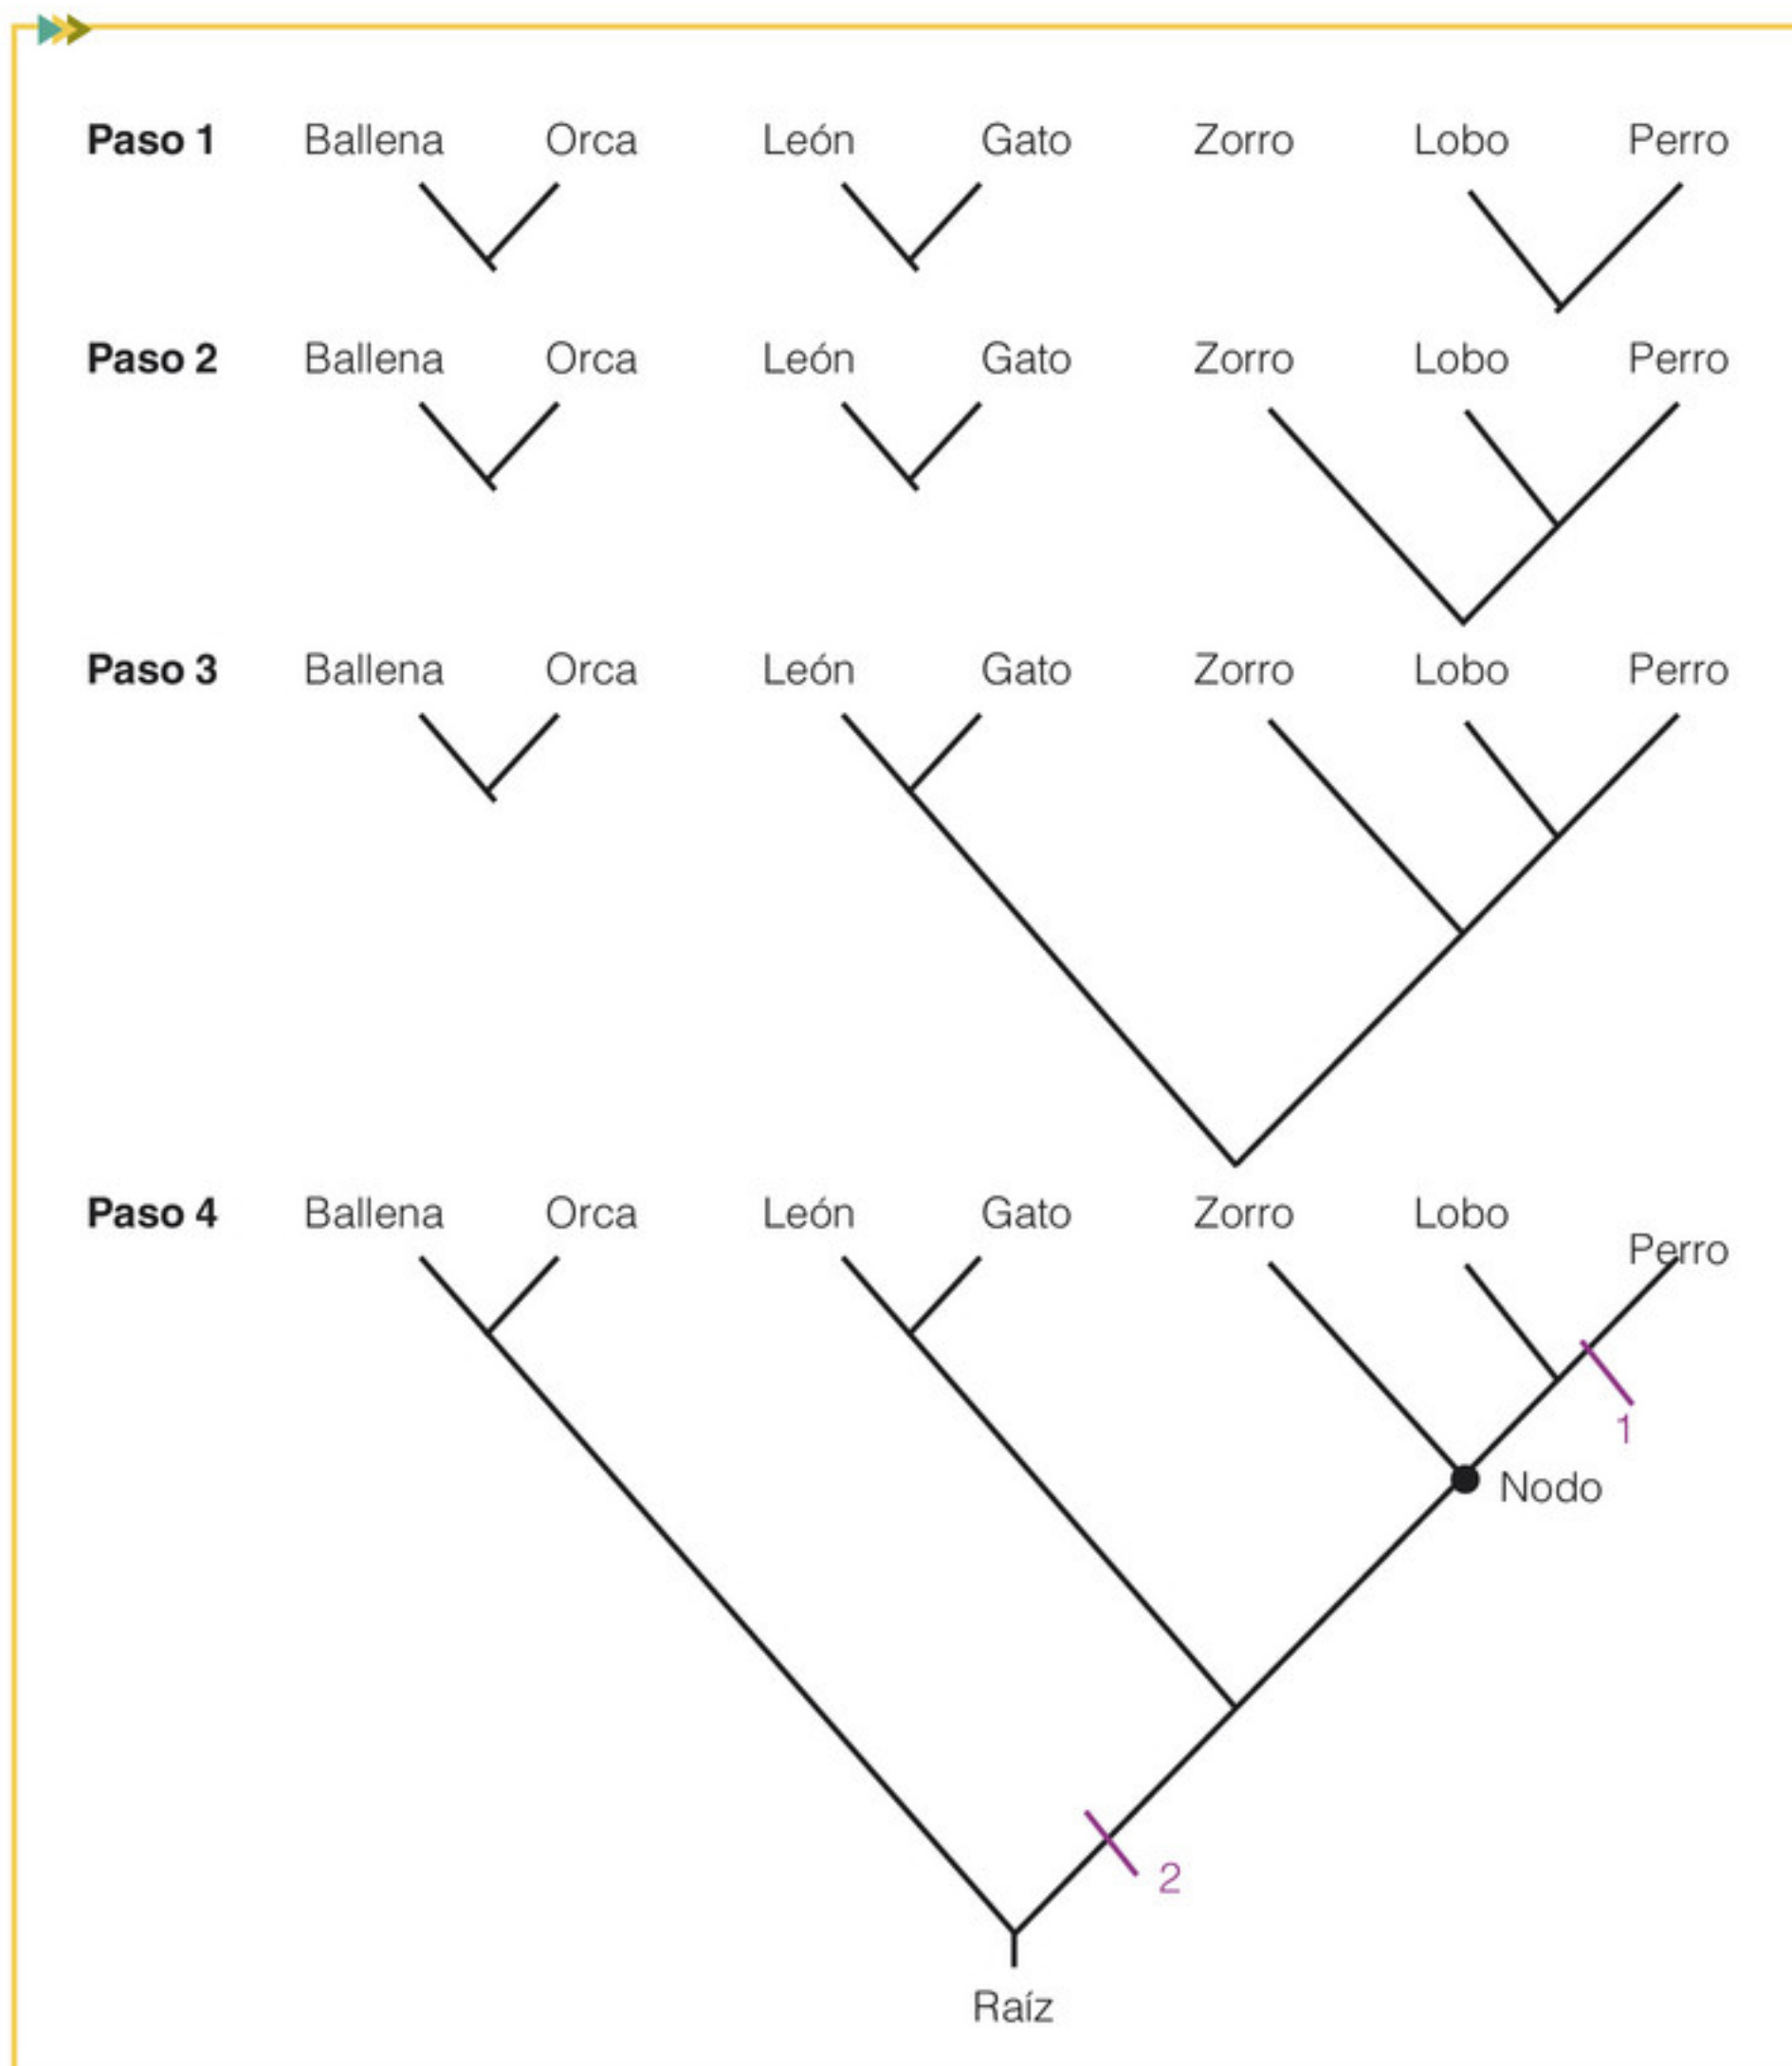 Paso 1 Ballena Orca León Gato Zorro Lobo Perro
Paso 2 Ballena Orca León Gato Zorro Lobo Perro
Paso 3 Ballena Orca León Gato Zorro Lobo Perro
Paso 4 Ballena Orca León Gato Zorro Lobo Perro
1
Nodo
2
Raíz